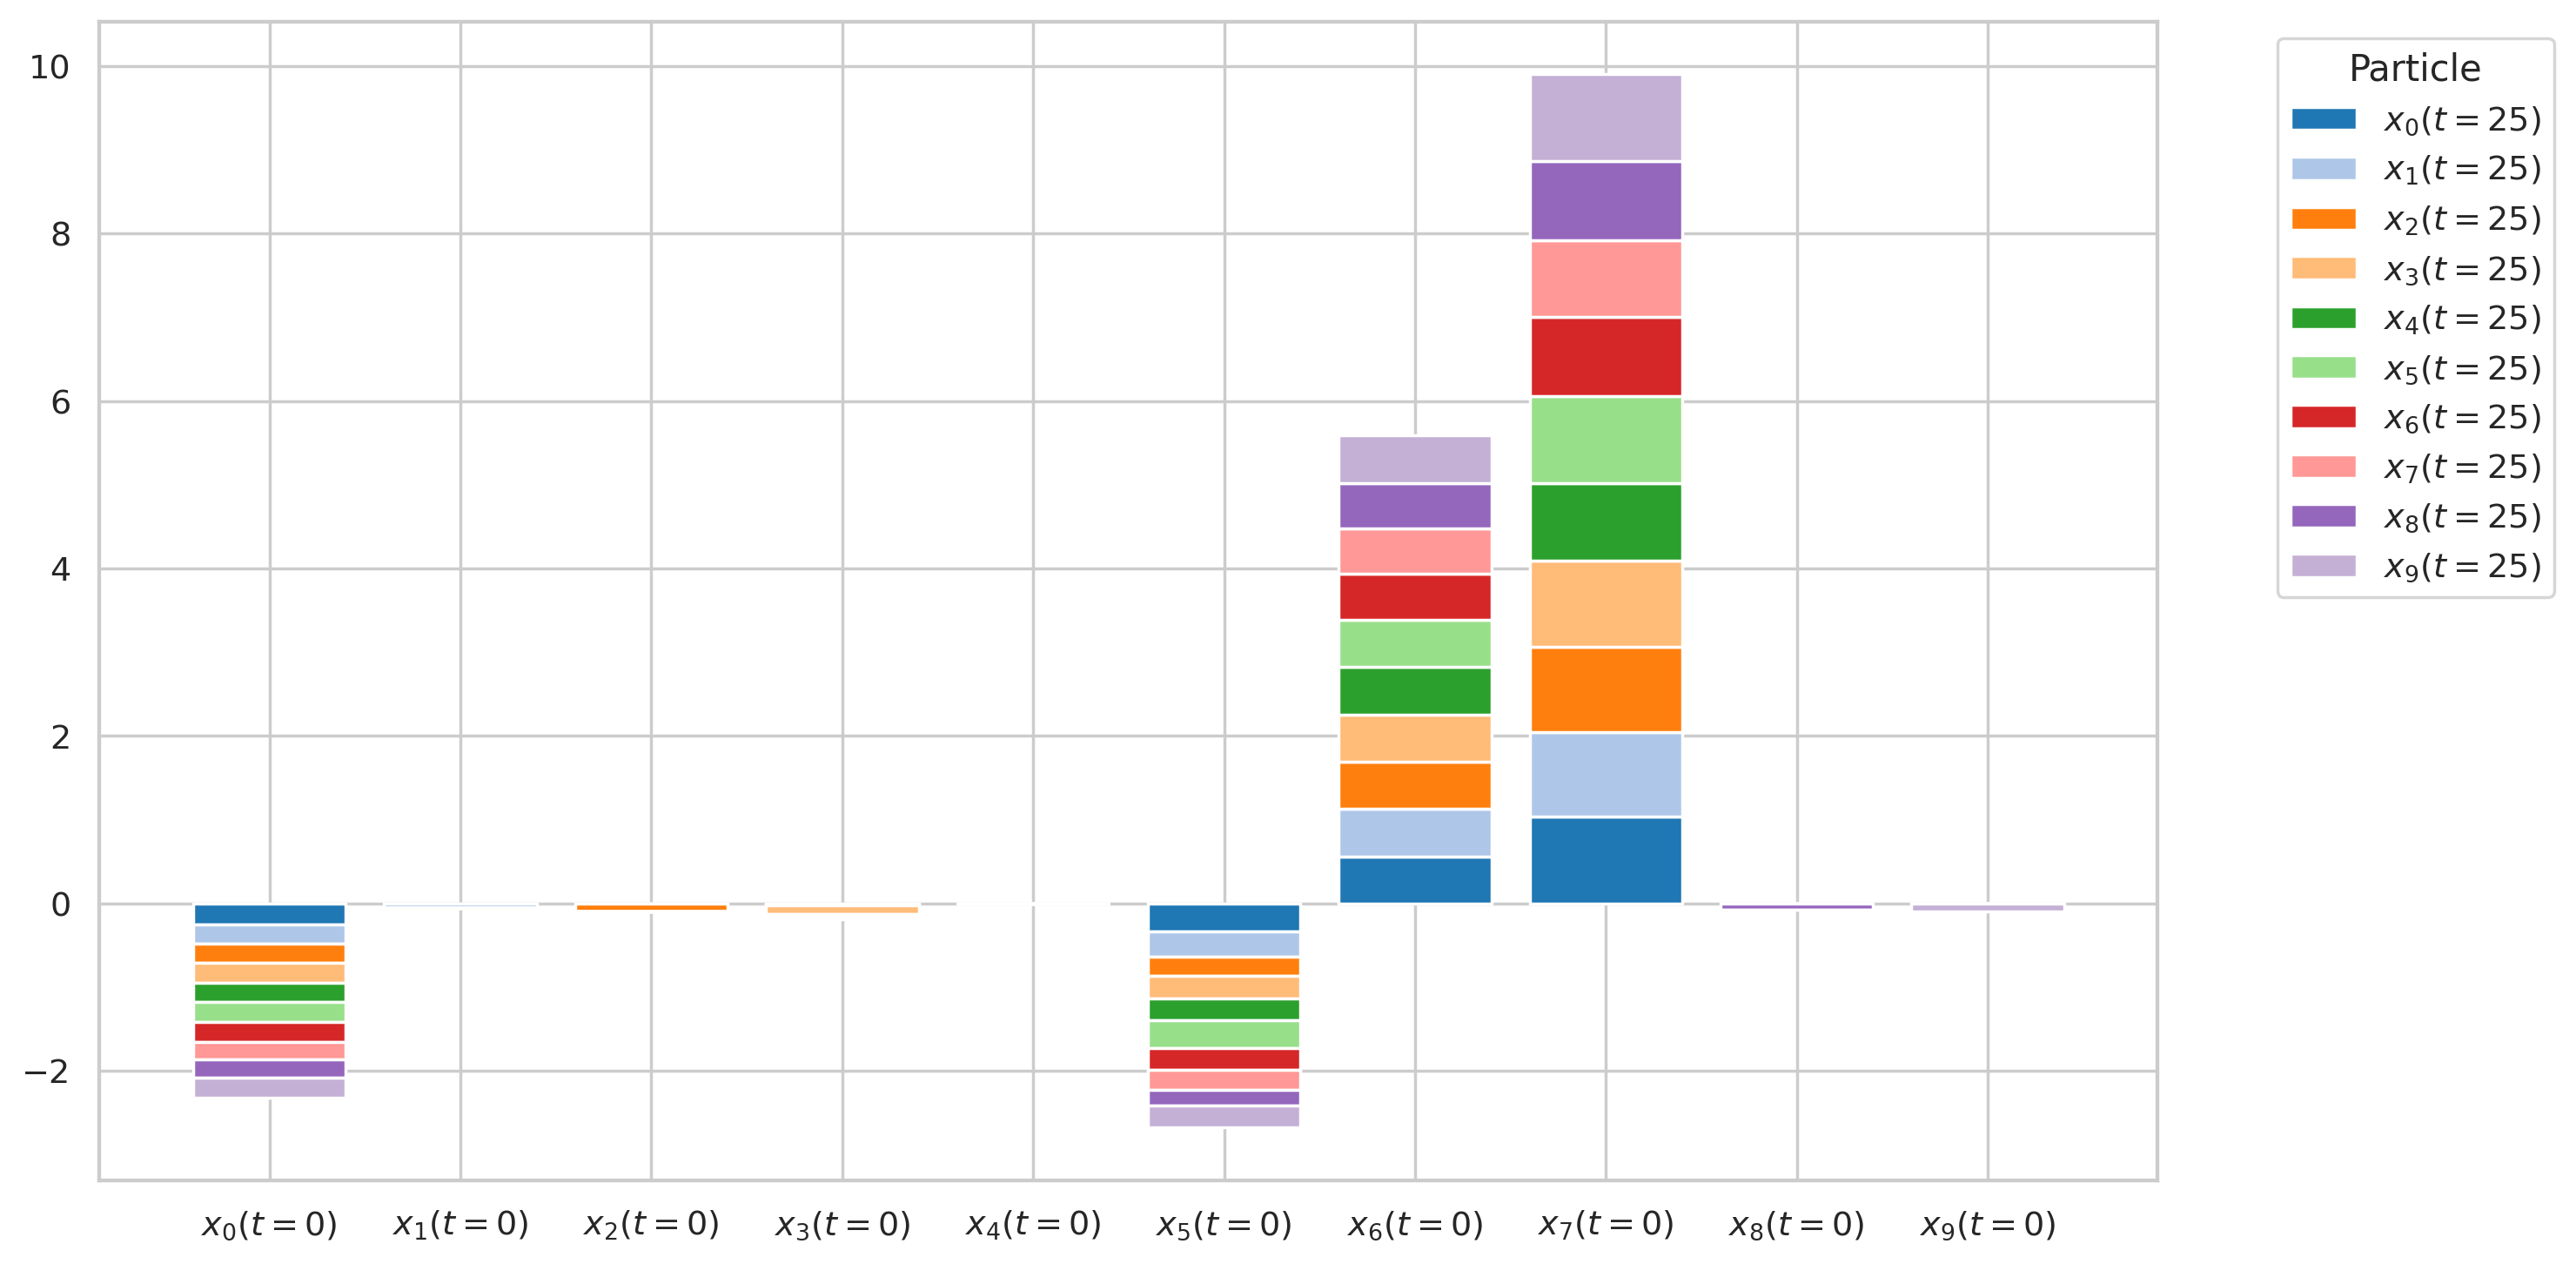 10
8
6
4
2
0
−2
x₀(t = 0) x₁(t = 0) x₂(t = 0) x₃(t = 0) x₄(t = 0) x₅(t = 0) x₆(t = 0) x₇(t = 0) x₈(t = 0) x₉(t = 0)
Particle
x₀(t = 25)
x₁(t = 25)
x₂(t = 25)
x₃(t = 25)
x₄(t = 25)
x₅(t = 25)
x₆(t = 25)
x₇(t = 25)
x₈(t = 25)
x₉(t = 25)